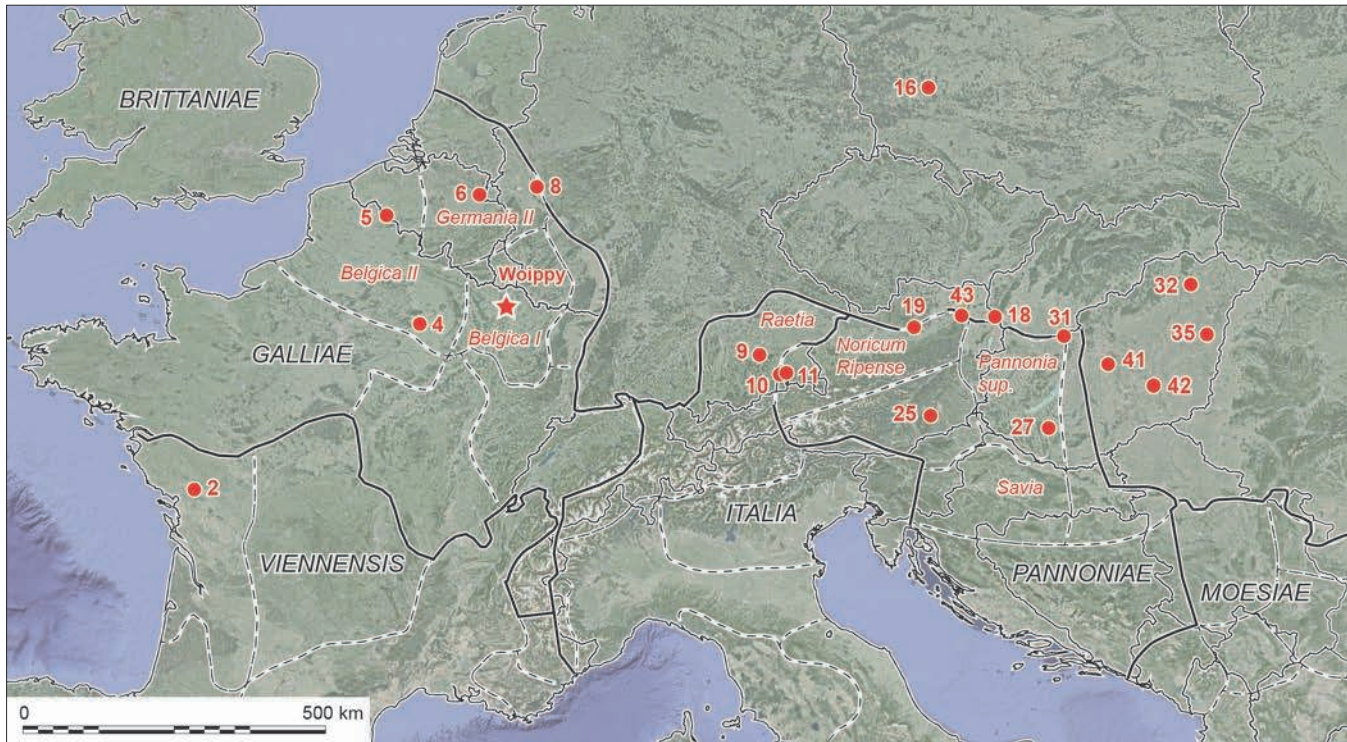 BRITTANIAE
16
6
8
5
Germania II
Belgica II
Woippy
4
Belgica I
GALLIAE
2
VIENNENSIS
Raetia
9
10
11
19
43
18
31
Noricum
Ripense
Pannonia
sup.
32
35
41
42
25
27
Savia
ITALIA
PANNONIAE
MOESIAE
0
500 km